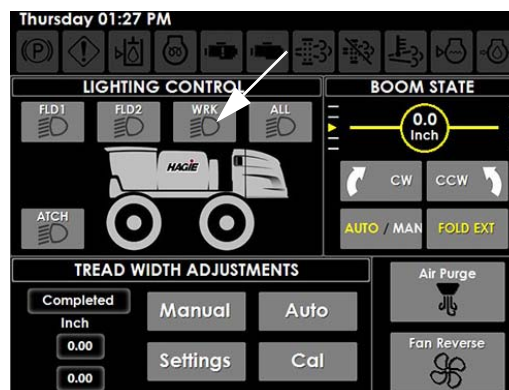 Thursday 01:27 PM
LIGHTING CONTROL
FLD1 FLD2 WRK ALL
HAGIE
ATCH
BOOM STATE
0.0
Inch
CW CCW
AUTO / MAN FOLD EXT
TREAD WIDTH ADJUSTMENTS
Completed
Inch
0.00
0.00
Manual Auto
Settings Cal
Air Purge
Fan Reverse